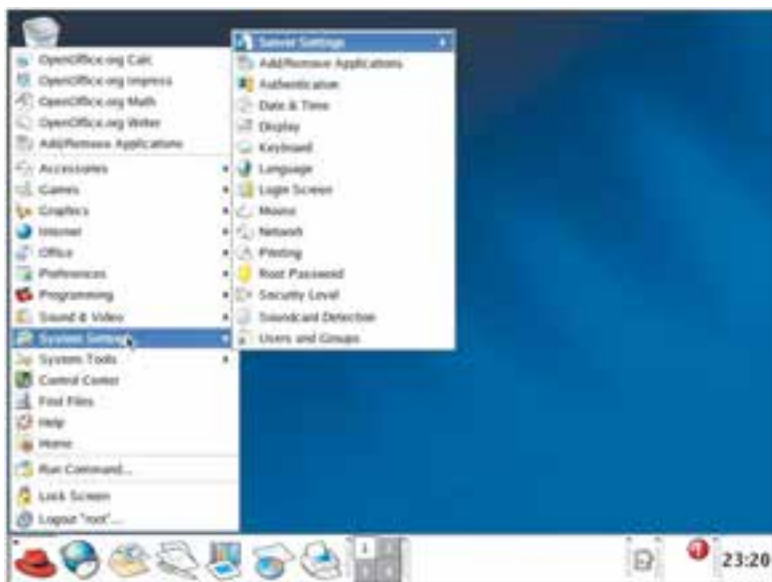 OpenOffice.org Calc
OpenOffice.org Impress
OpenOffice.org Math
OpenOffice.org Writer
Add/Remove Applications
Accessories
Games
Graphics
Internet
Office
Preferences
Programming
Sound & Video
System Settings
System Tools
Control Center
Find Files
Help
Home
Run Command...
Lock Screen
Logout "root"...
Server Settings
Add/Remove Applications
Authentication
Date & Time
Display
Keyboard
Language
Login Screen
Mouse
Network
Printing
Root Password
Security Level
Soundcard Detection
Users and Groups
1
23:20